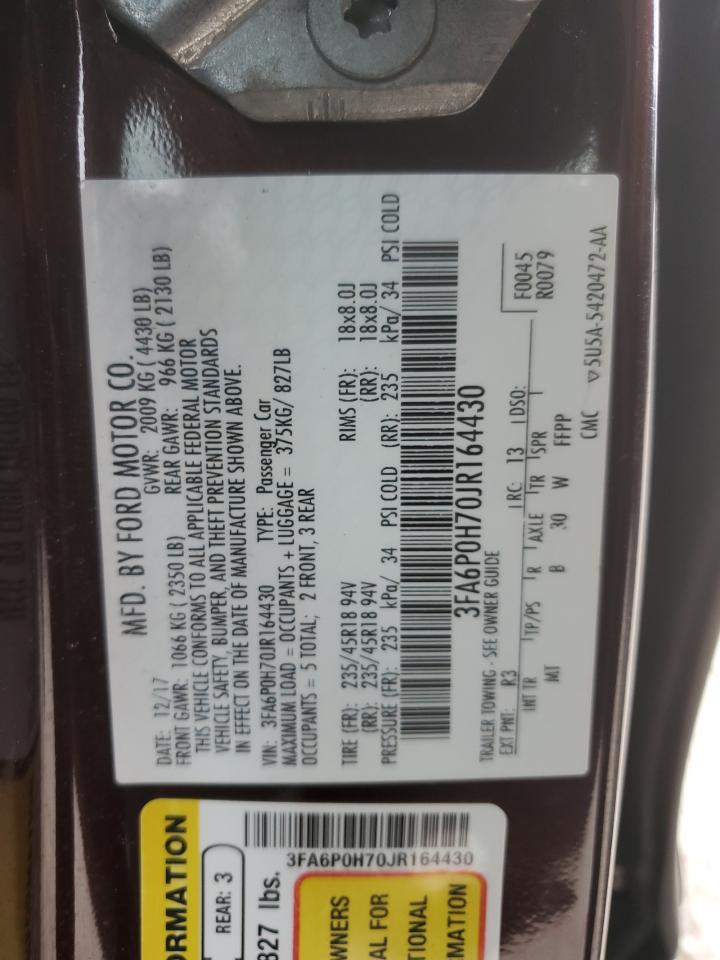 MFD. BY FORD MOTOR CO.
DATE: 12/17 GVWR: 2009 KG ( 4430 LB)
FRONT GAWR: 1066 KG ( 2350 LB) REAR GAWR: 966 KG ( 2130 LB)
THIS VEHICLE CONFORMS TO ALL APPLICABLE FEDERAL MOTOR
VEHICLE SAFETY, BUMPER, AND THEFT PREVENTION STANDARDS
IN EFFECT ON THE DATE OF MANUFACTURE SHOWN ABOVE.
VIN: 3FA6P0H70JR164430 TYPE: Passenger Car
MAXIMUM LOAD = OCCUPANTS + LUGGAGE = 375KG/ 827LB
OCCUPANTS = 5 TOTAL; 2 FRONT, 3 REAR
TIRE (FR): 235/45R18 94V RIMS (FR): 18x8.0J
(RR): 235/45R18 94V (RR): 18x8.0J
PRESSURE (FR): 235 kPa/ 34 PSI COLD (RR): 235 kPa/ 34 PSI COLD
3FA6P0H70JR164430
TRAILER TOWING - SEE OWNER GUIDE
EXT PNT: R3 RC: 13 DSO: F0045
R0079
INT TR TP/PS R AXLE TR SPR
MT B 30 W FFPP
CMC 5U5A-5420472-AA
ORMATION
REAR: 3
827 lbs.
3FA6P0H70JR164430
WNERS
AL FOR
TIONAL
MATION